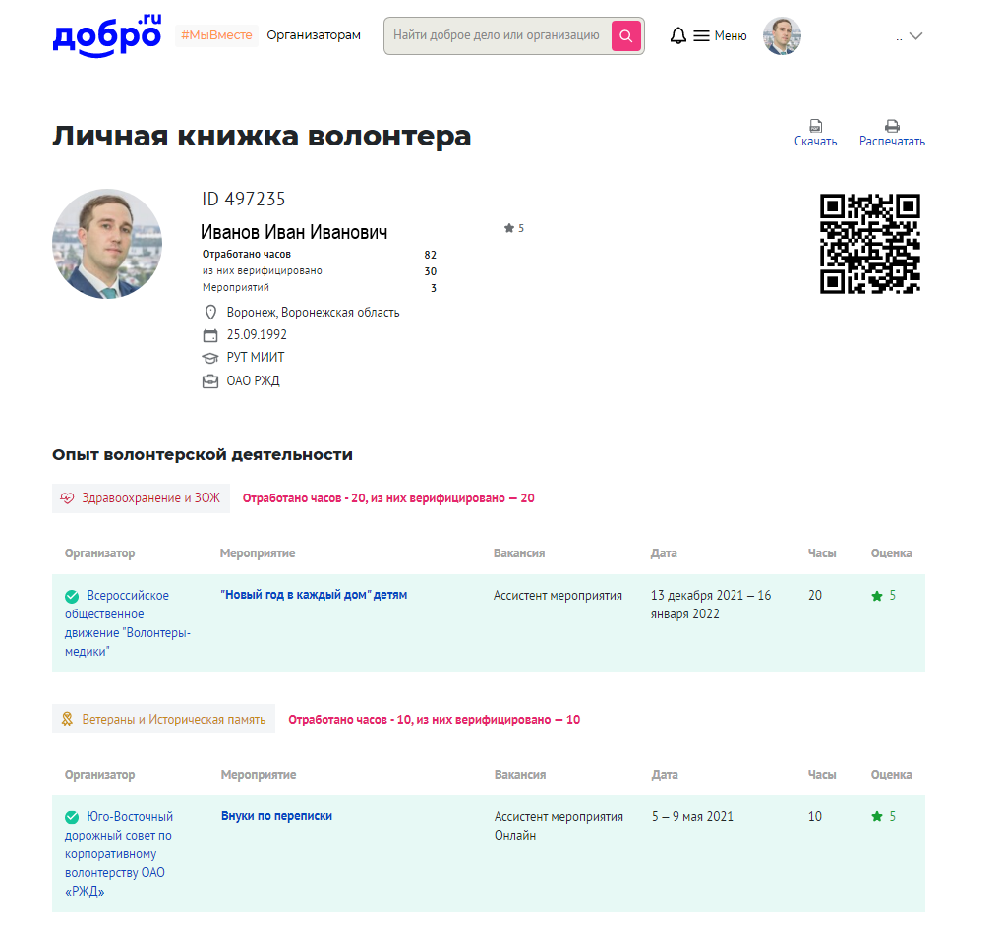 добро.ru #МыВместе Организаторам Найти доброе дело или организацию Меню ..
Личная книжка волонтера
Скачать Распечатать
ID 497235
Иванов Иван Иванович 5
Отработано часов 82
из них верифицировано 30
Мероприятий 3
Воронеж, Воронежская область
25.09.1992
РУТ МИИТ
ОАО РЖД
Опыт волонтерской деятельности
Здравоохранение и ЗОЖ Отработано часов - 20, из них верифицировано — 20
Организатор Мероприятие Вакансия Дата Часы Оценка
Всероссийское "Новый год в каждый дом" детям Ассистент мероприятия 13 декабря 2021 – 16 20 5
общественное января 2022
движение "Волонтеры-
медики"
Ветераны и Историческая память Отработано часов - 10, из них верифицировано — 10
Организатор Мероприятие Вакансия Дата Часы Оценка
Юго-Восточный Внуки по переписки Ассистент мероприятия 5 – 9 мая 2021 10 5
дорожный совет по Онлайн
корпоративному
волонтерству ОАО
«РЖД»